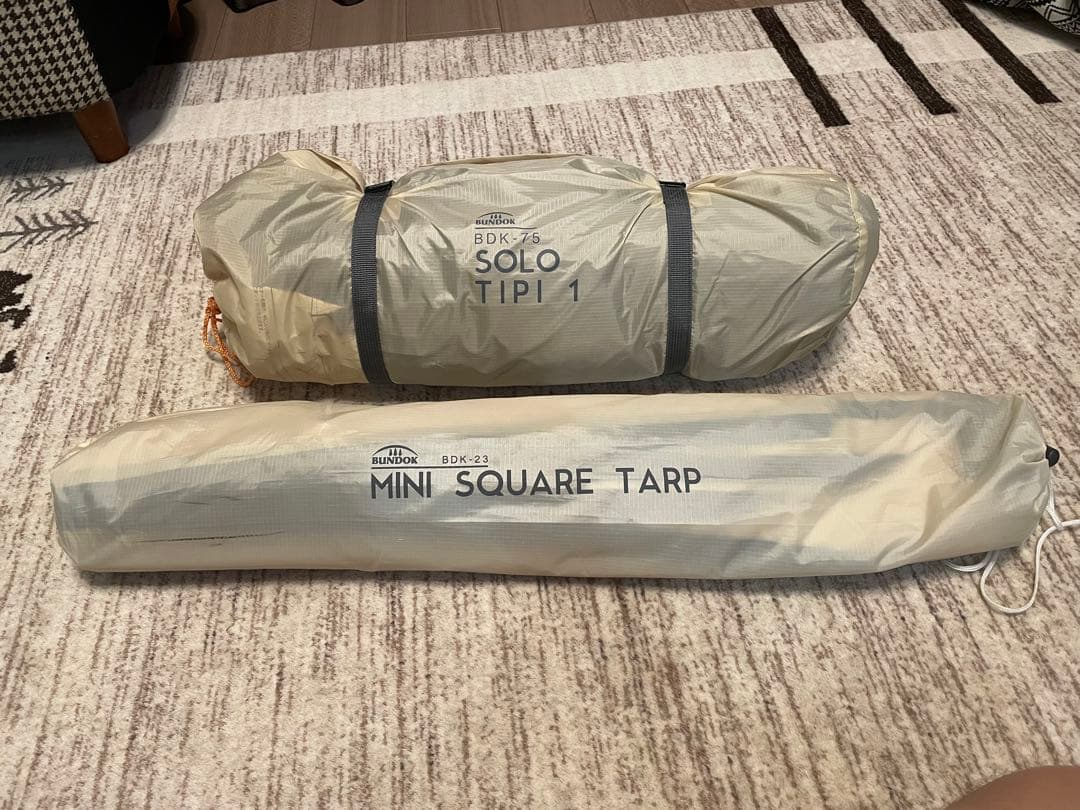 BUNDOK
BDK-75
SOLO
TIPI 1
BUNDOK
BDK-23
MINI SQUARE TARP